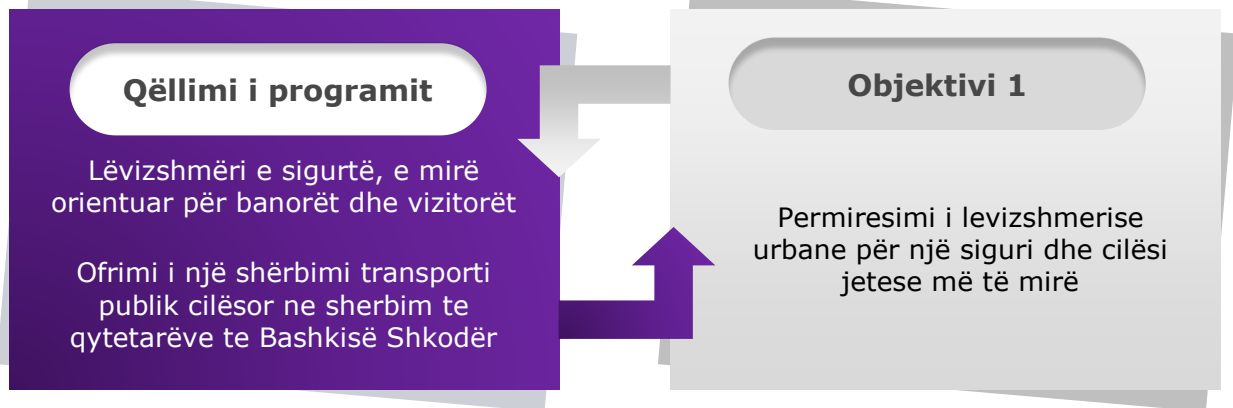 Qëllimi i programit
Lëvizshmëri e sigurtë, e mirë
orientuar për banorët dhe vizitorët
Ofrimi i një shërbimi transporti
publik cilësor ne sherbim te
qytetarëve te Bashkisë Shkodër
Objektivi 1
Permiresimi i levizshmerise
urbane për një siguri dhe cilësi
jetese më të mirë